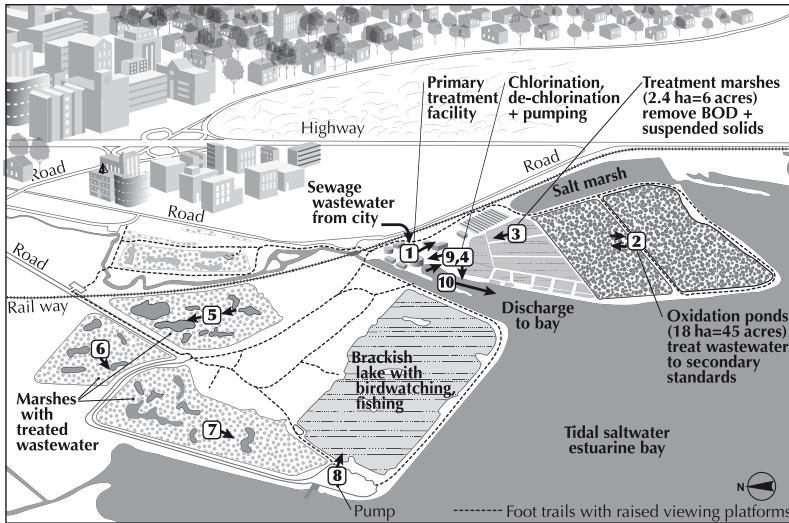 Primary
treatment
facility
Chlorination,
de-chlorination
+ pumping
Treatment marshes
(2.4 ha=6 acres)
remove BOD +
suspended solids
Highway
Road
Road
Salt marsh
Sewage
wastewater
from city
Road
1
9,4
3
2
10
Road
Rail way
Discharge
to bay
Oxidation ponds
(18 ha=45 acres)
treat wastewater
to secondary
standards
5
6
Brackish
lake with
birdwatching,
fishing
Marshes
with
treated
wastewater
7
Tidal saltwater
estuarine bay
8
N
Pump
Foot trails with raised viewing platforms